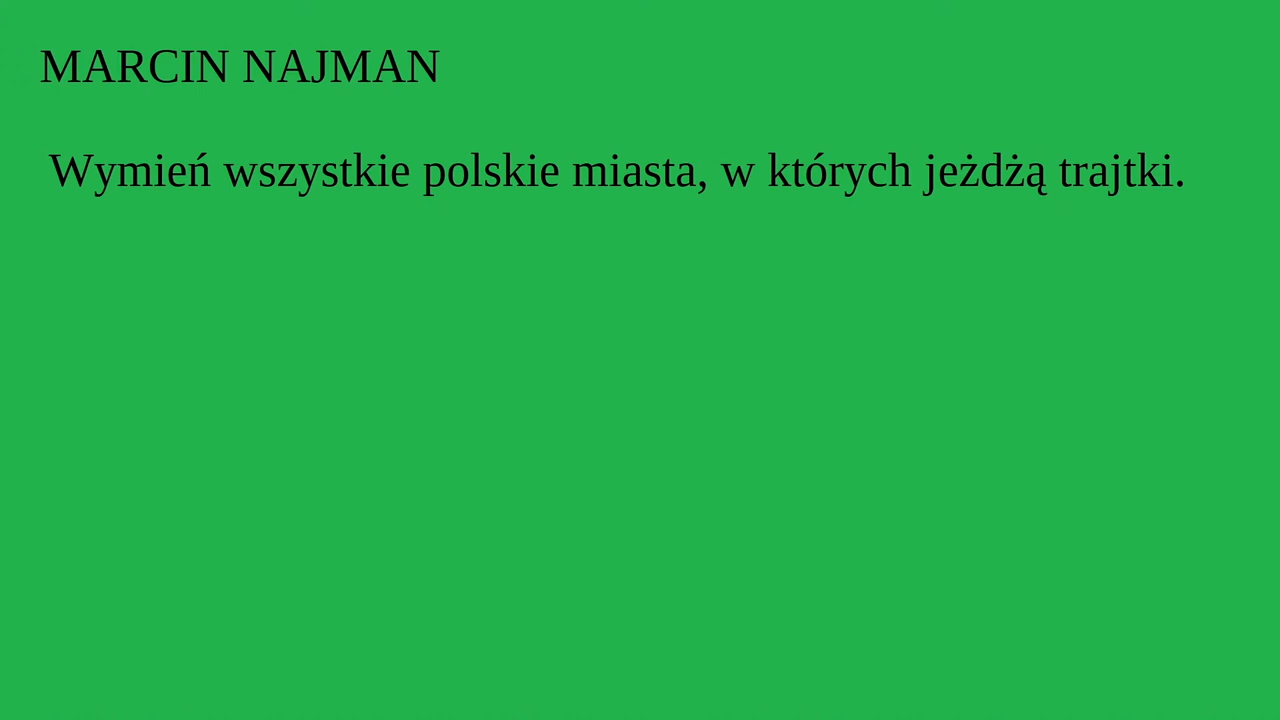 MARCIN NAJMAN
Wymień wszystkie polskie miasta, w których jeżdżą trajtki.